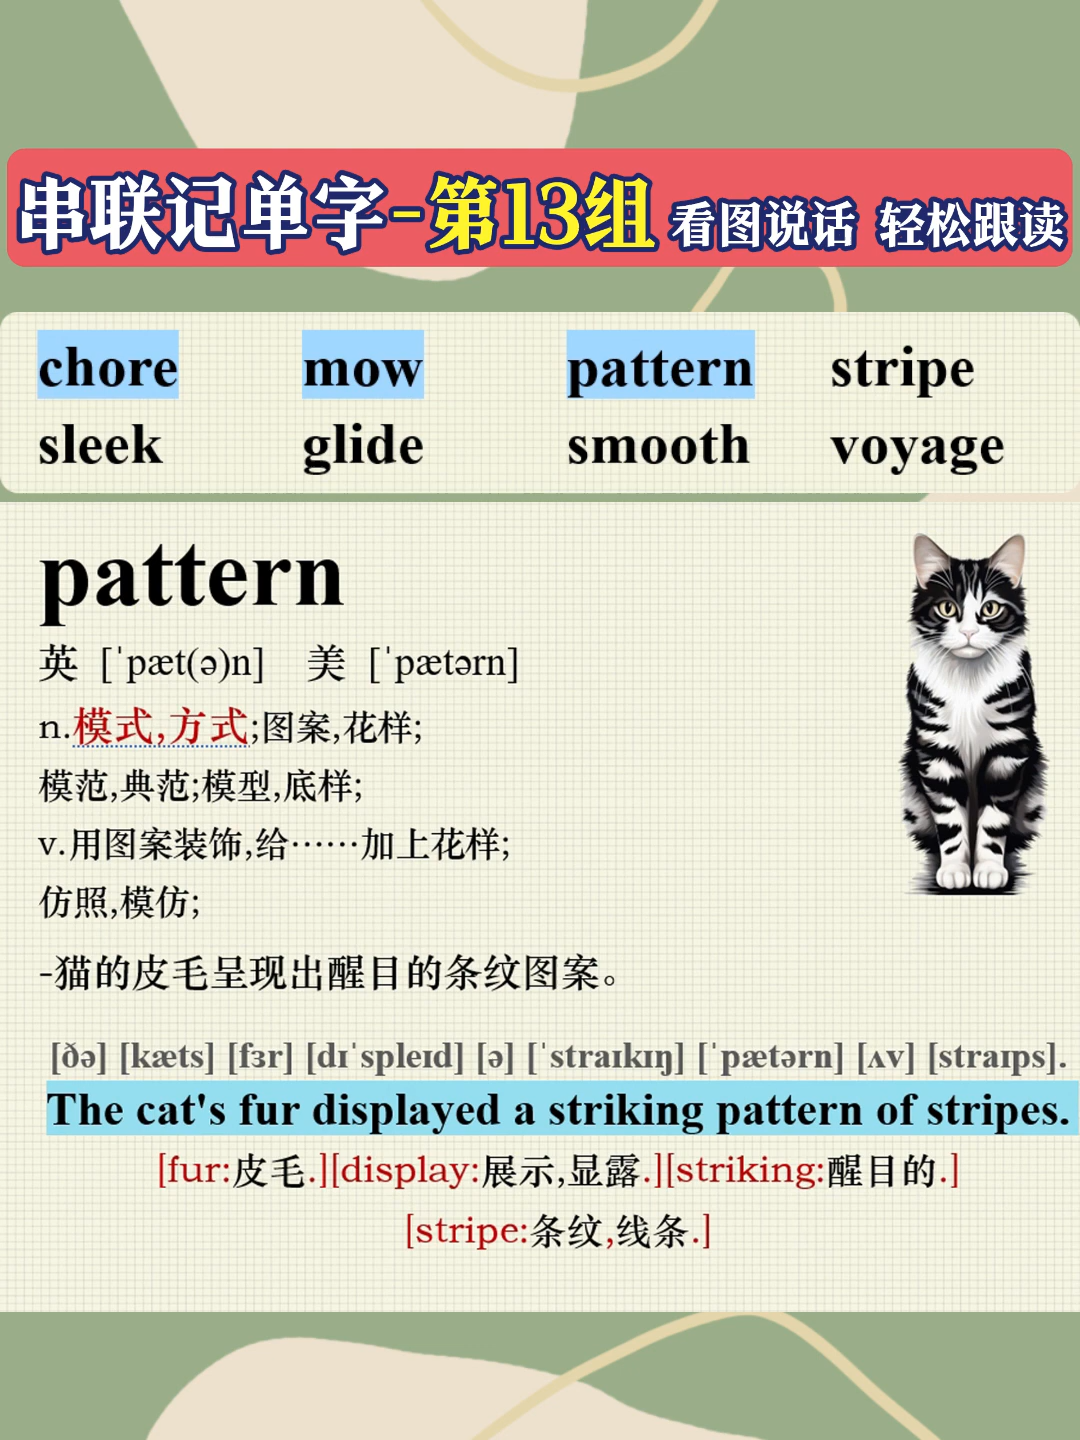 串联记单字-第13组 看图说话 轻松跟读
chore mow pattern stripe
sleek glide smooth voyage
pattern
英 [ˈpæt(ə)n] 美 [ˈpætərn]
n.模式,方式;图案,花样;
模范,典范;模型,底样;
v.用图案装饰,给……加上花样;
仿照,模仿;
-猫的皮毛呈现出醒目的条纹图案。
[ðə] [kæts] [fɜr] [dɪˈspleɪd] [ə] [ˈstraɪkɪŋ] [ˈpætərn] [ʌv] [straɪps].
The cat's fur displayed a striking pattern of stripes.
[fur:皮毛.][display:展示,显露.][striking:醒目的.]
[stripe:条纹,线条.]